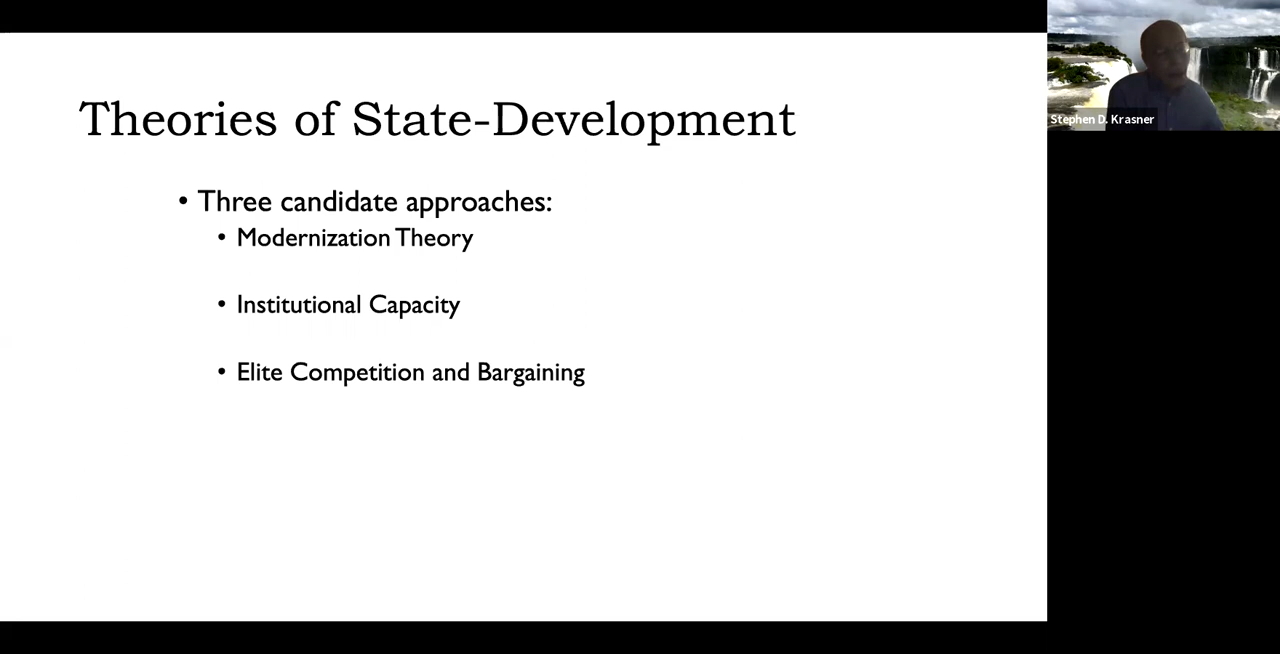 Theories of State-Development
• Three candidate approaches:
• Modernization Theory
• Institutional Capacity
• Elite Competition and Bargaining
Stephen D. Krasner